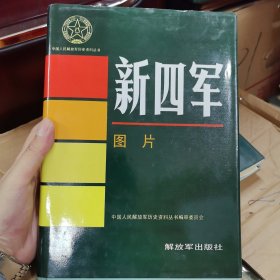 中国人民解放军历史资料丛书
新四军
图片
中国人民解放军历史资料丛书编审委员会
解放军出版社